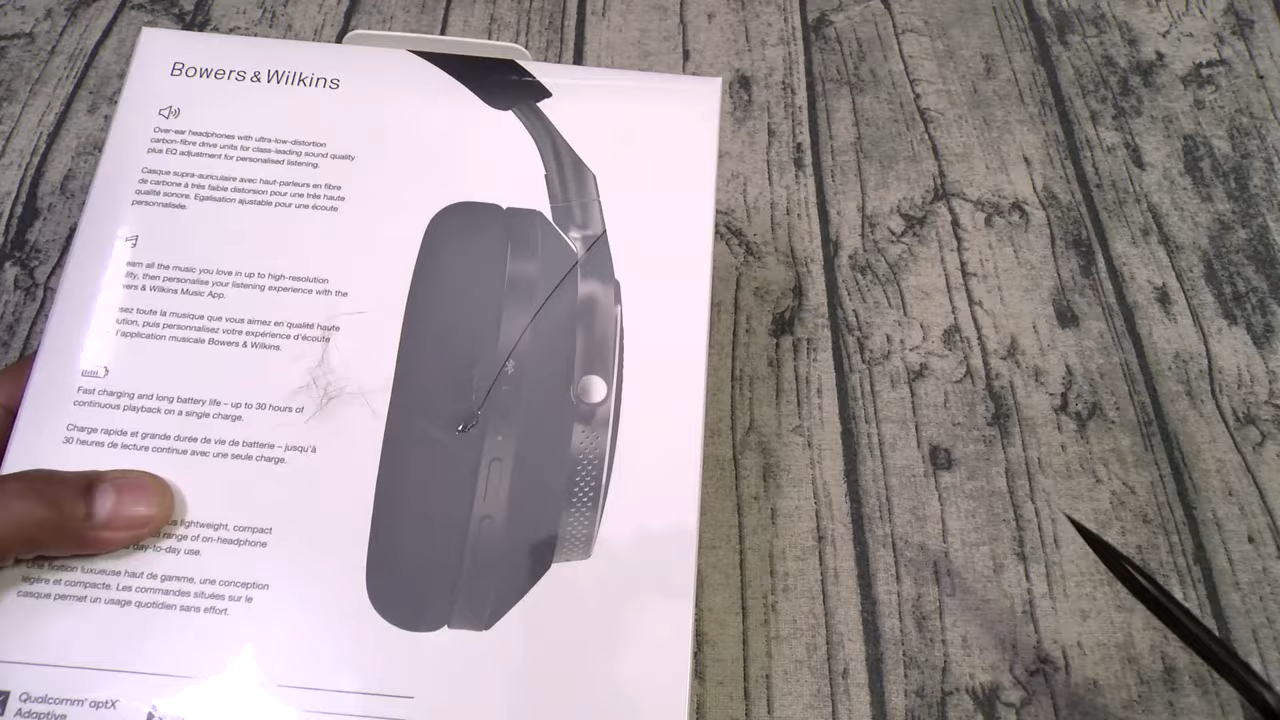 Bowers & Wilkins
Over-ear headphones with ultra-low-distortion
carbon-fibre drive units for class-leading sound quality
plus EQ adjustment for personalised listening.
Casque supra-auriculaire avec haut-parleurs en fibre
de carbone à très faible distorsion pour une très haute
qualité sonore. Egalisation ajustable pour une écoute
personnalisée.
eam all the music you love in up to high-resolution
lity, then personalise your listening experience with the
wers & Wilkins Music App.
sez toute la musique que vous aimez en qualité haute
ution, puis personnalisez votre expérience d'écoute
l'application musicale Bowers & Wilkins.
Fast charging and long battery life – up to 30 hours of
continuous playback on a single charge.
Charge rapide et grande durée de vie de batterie – jusqu'à
30 heures de lecture continue avec une seule charge.
us lightweight, compact
a range of on-headphone
day-to-day use.
Une finition luxueuse haut de gamme, une conception
légère et compacte. Les commandes situées sur le
casque permet un usage quotidien sans effort.
Qualcomm® aptX™
Adaptive